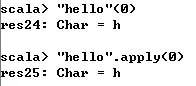 scala> "hello"(0)
res24: Char = h
scala> "hello".apply(0)
res25: Char = h